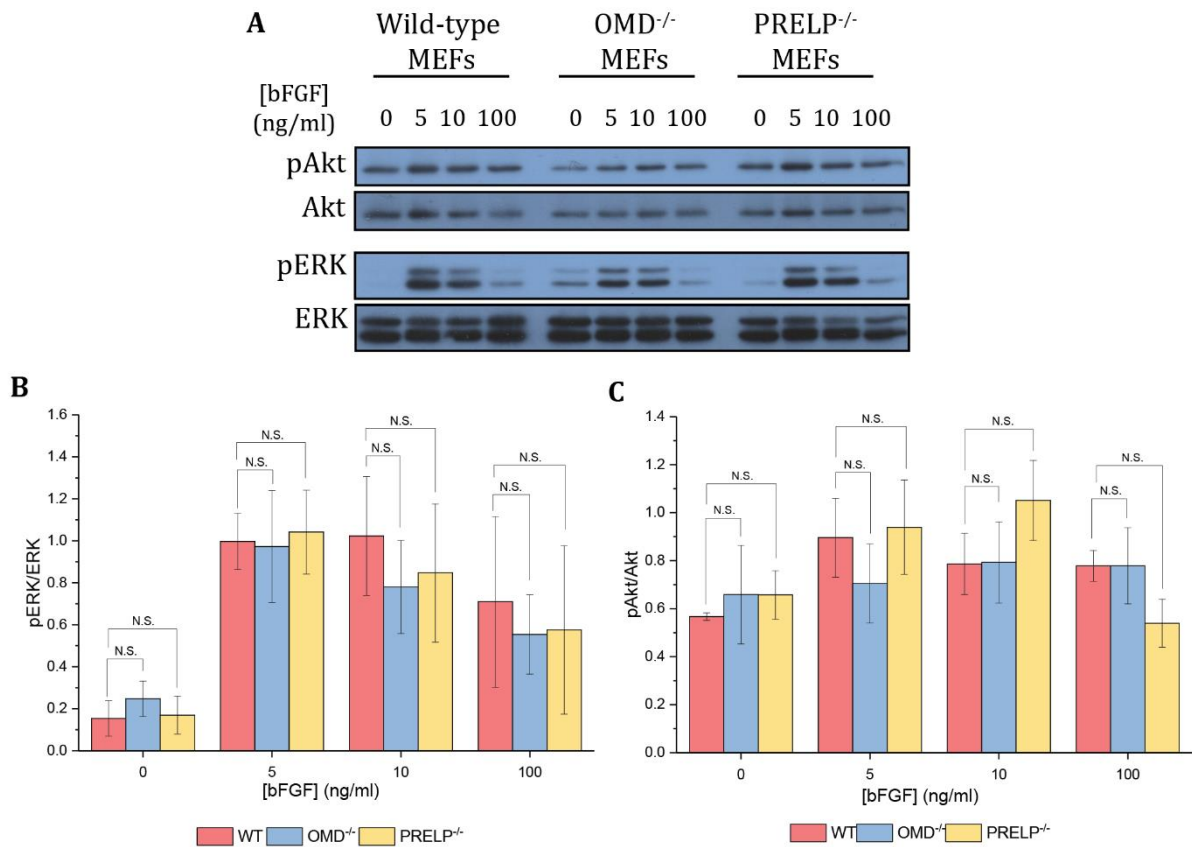 A
Wild-type OMD-/- PRELP-/-
MEFs MEFs MEFs
[bFGF]
(ng/ml) 0 5 10 100 0 5 10 100 0 5 10 100
pAkt
Akt
pERK
ERK
B
1.6
1.4
1.2
1.0
0.8
0.6
0.4
0.2
0.0
pERK/ERK
N.S.
N.S.
N.S.
N.S.
N.S.
N.S.
N.S.
N.S.
0 5 10 100
[bFGF] (ng/ml)
WT OMD-/- PRELP-/-
C
1.4
1.2
1.0
0.8
0.6
0.4
0.2
0.0
pAkt/Akt
N.S.
N.S.
N.S.
N.S.
N.S.
N.S.
N.S.
N.S.
0 5 10 100
[bFGF] (ng/ml)
WT OMD-/- PRELP-/-